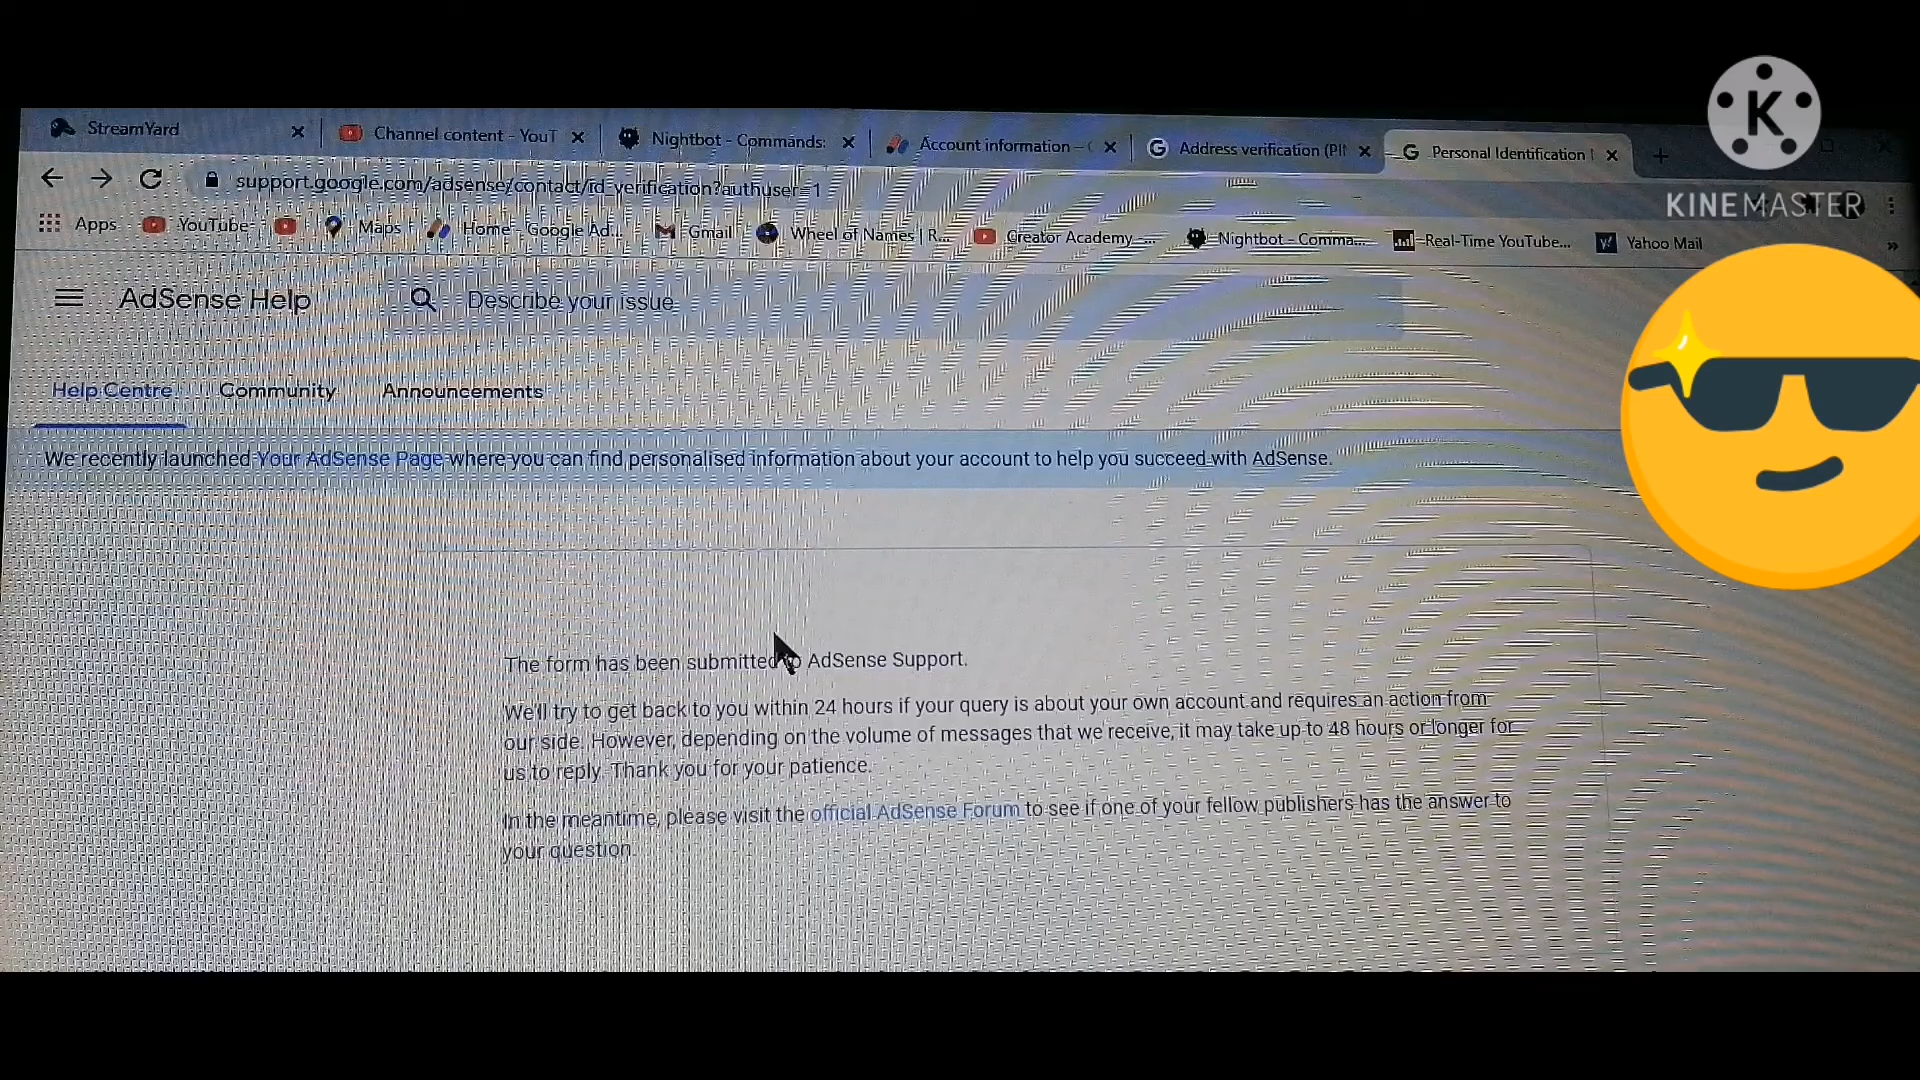 StreamYard
Channel content - YouT
Nightbot - Commands:
Account information –
Address verification (PI
Personal Identification
support.google.com/adsense/contact/id-verification?authuser=1
KINEMASTER
Apps
YouTube
Maps
Home - Google Ad...
Gmail
Wheel of Names | R...
Creator Academy ...
Nightbot - Comma...
Real-Time YouTube...
Yahoo Mail
AdSense Help
Describe your issue
Help Centre
Community
Announcements
We recently launched Your AdSense Page where you can find personalised information about your account to help you succeed with AdSense.
The form has been submitted to AdSense Support.
We'll try to get back to you within 24 hours if your query is about your own account and requires an action from
our side. However, depending on the volume of messages that we receive, it may take up to 48 hours or longer for
us to reply. Thank you for your patience.
In the meantime, please visit the official AdSense Forum to see if one of your fellow publishers has the answer to
your question.